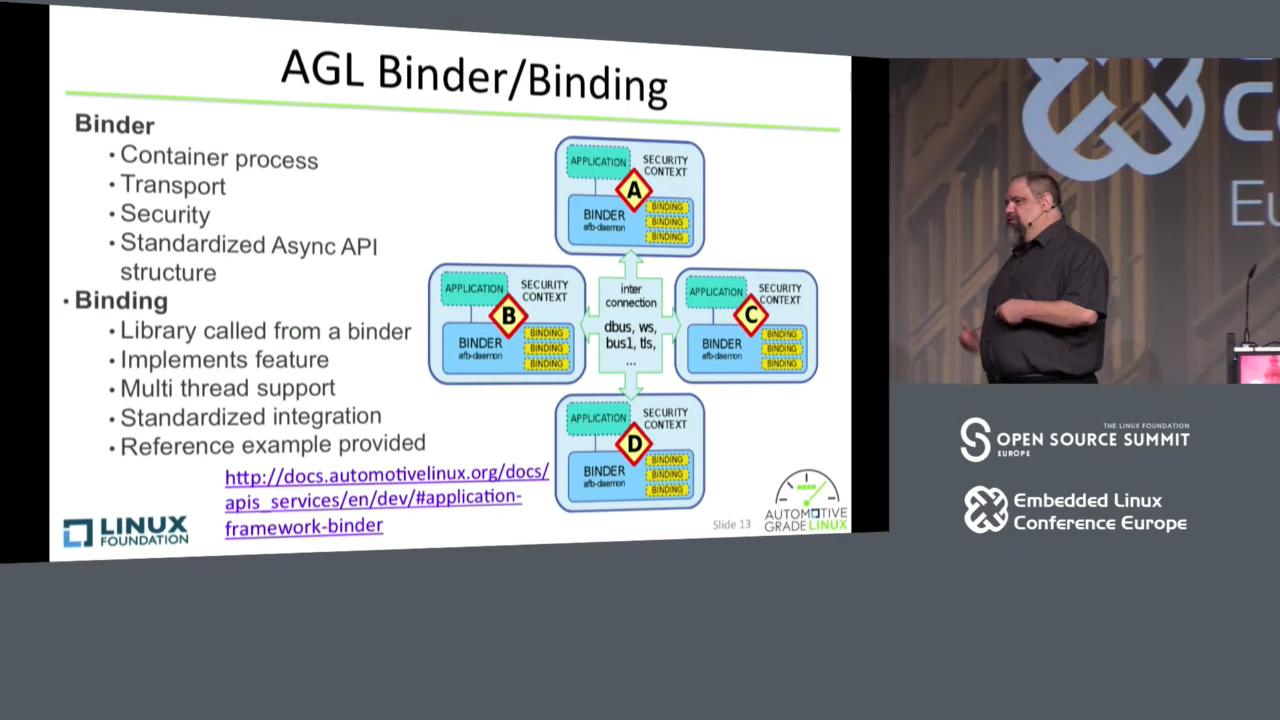 AGL Binder/Binding
Binder
• Container process
• Transport
• Security
• Standardized Async API
structure
• Binding
• Library called from a binder
• Implements feature
• Multi thread support
• Standardized integration
• Reference example provided
http://docs.automotivelinux.org/docs/
apis_services/en/dev/#application-
framework-binder
APPLICATION
SECURITY
CONTEXT
A
BINDER
afb-daemon
BINDING
BINDING
BINDING
APPLICATION
SECURITY
CONTEXT
B
BINDER
afb-daemon
BINDING
BINDING
BINDING
inter
connection
dbus, ws,
bus1, tls,
...
APPLICATION
SECURITY
CONTEXT
C
BINDER
afb-daemon
BINDING
BINDING
BINDING
APPLICATION
SECURITY
CONTEXT
D
BINDER
afb-daemon
BINDING
BINDING
BINDING
LINUX
FOUNDATION
Slide 13
AUTOMOTIVE
GRADE LINUX
C
Eu
THE LINUX FOUNDATION
OPEN SOURCE SUMMIT
EUROPE
Embedded Linux
Conference Europe